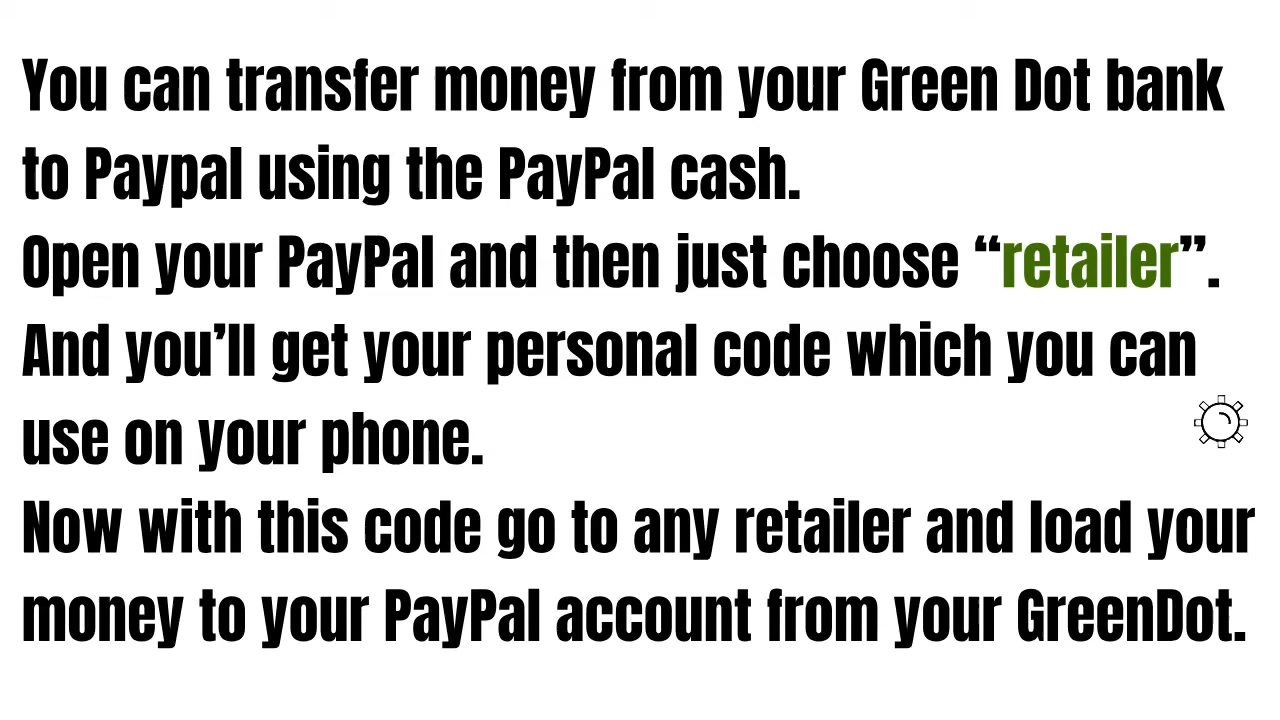 You can transfer money from your Green Dot bank
to Paypal using the PayPal cash.
Open your PayPal and then just choose “retailer”.
And you’ll get your personal code which you can
use on your phone.
Now with this code go to any retailer and load your
money to your PayPal account from your GreenDot.